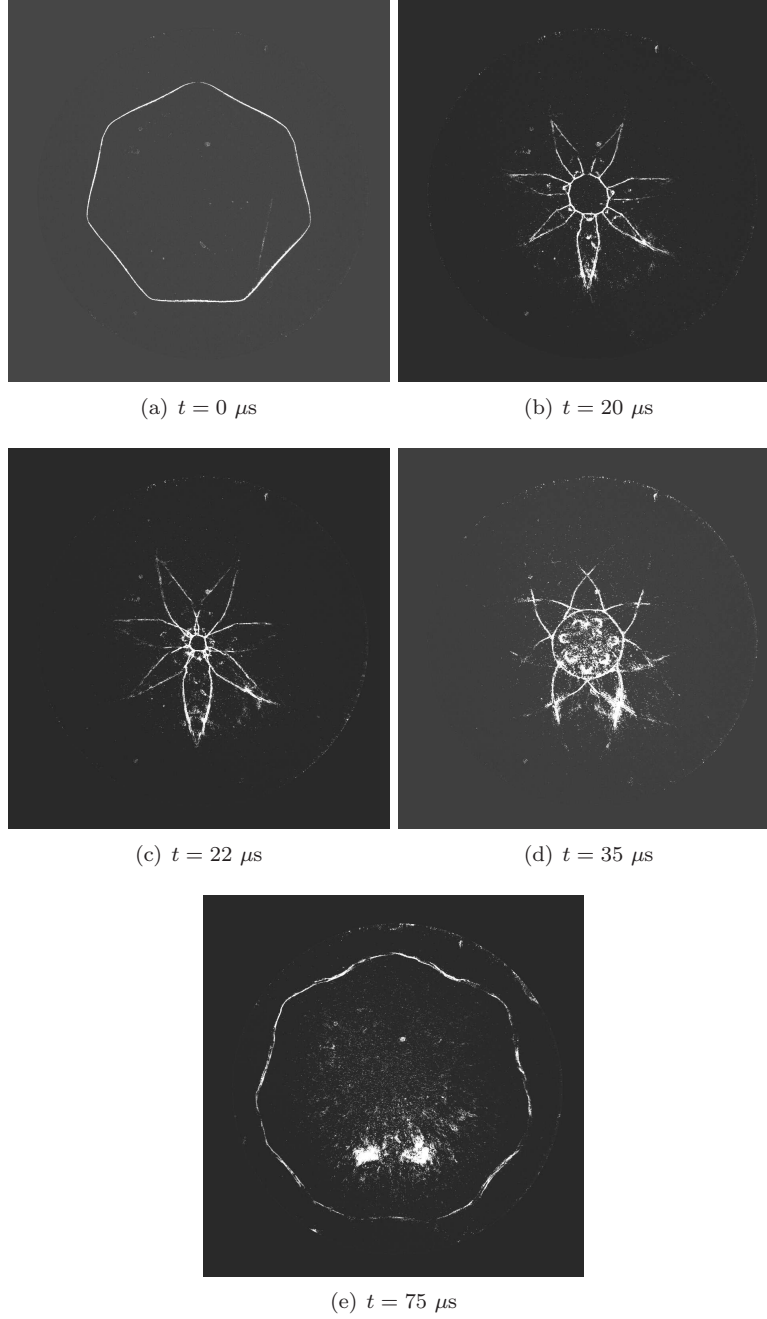 (a) t = 0 μs
(b) t = 20 μs
(c) t = 22 μs
(d) t = 35 μs
(e) t = 75 μs